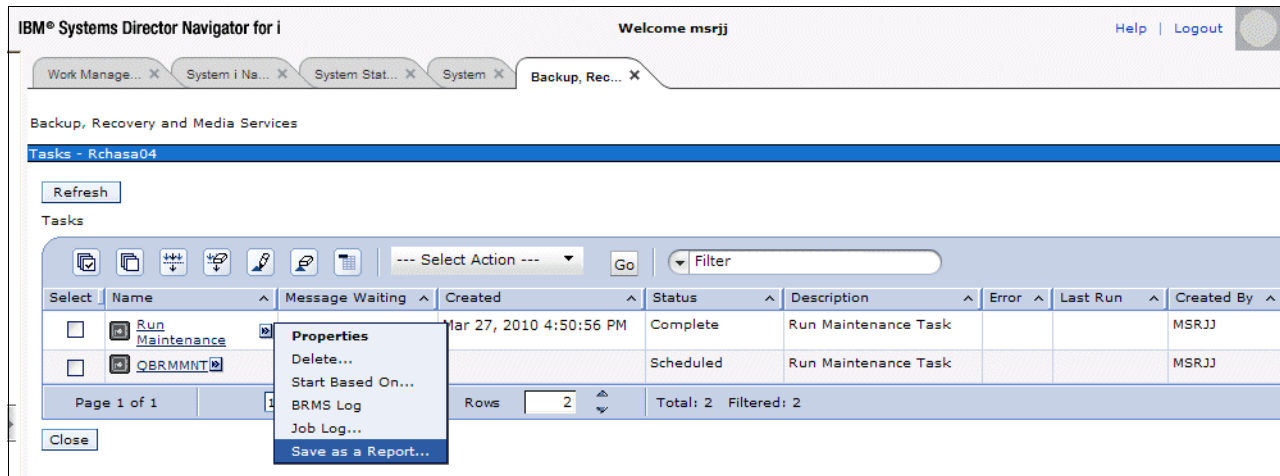 IBM® Systems Director Navigator for i Welcome msrjj Help | Logout
Work Manage... X System i Na... X System Stat... X System X Backup, Rec... X
Backup, Recovery and Media Services
Tasks - Rchasa04
Refresh
Tasks
--- Select Action --- Go Filter
Select Name Message Waiting Created Status Description Error Last Run Created By
Run Maintenance Mar 27, 2010 4:50:56 PM Complete Run Maintenance Task MSRJJ
QBRMMNT Scheduled Run Maintenance Task MSRJJ
Properties
Delete...
Start Based On...
BRMS Log
Job Log...
Save as a Report...
Page 1 of 1 1 Rows 2 Total: 2 Filtered: 2
Close